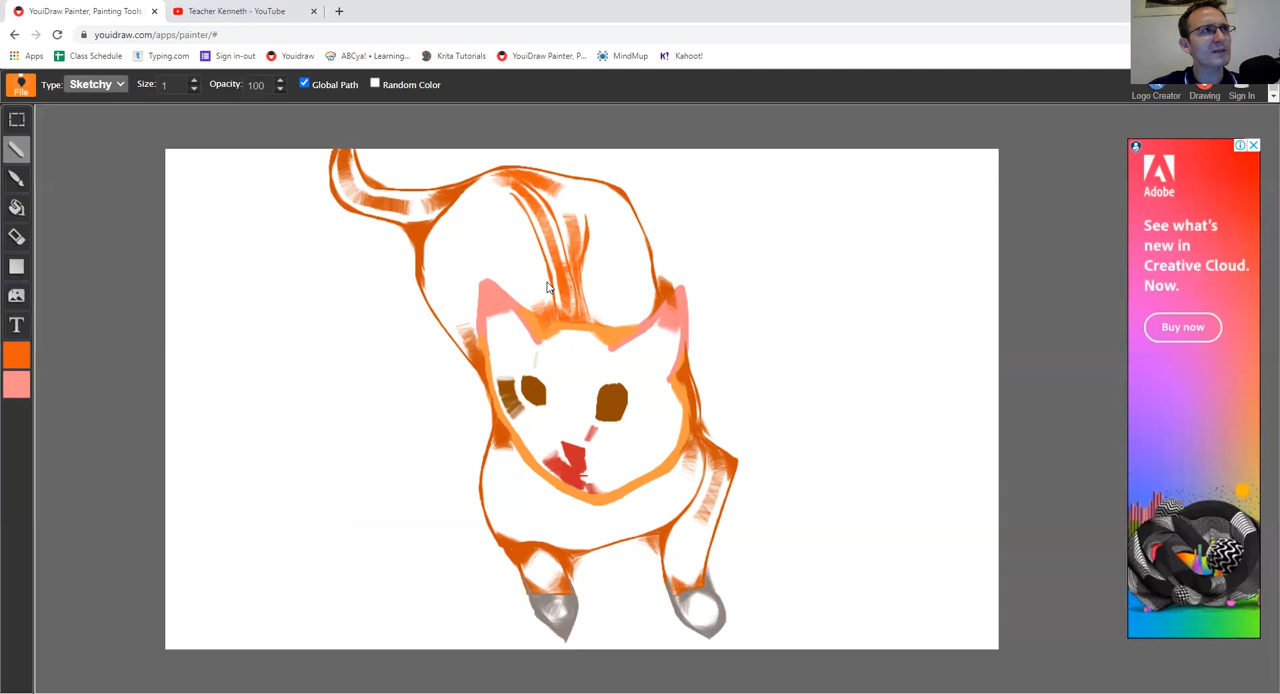 YouiDraw Painter, Painting Tools
Teacher Kenneth - YouTube
youidraw.com/apps/painter/#
Apps Class Schedule Typing.com Sign in-out Youidraw ABCya! • Learning... Krita Tutorials YouiDraw Painter, P... MindMup Kahoot!
File Type: Sketchy Size: 1 Opacity: 100 Global Path Random Color
Logo Creator Drawing Sign In
T
Adobe
See what's
new in
Creative Cloud.
Now.
Buy now